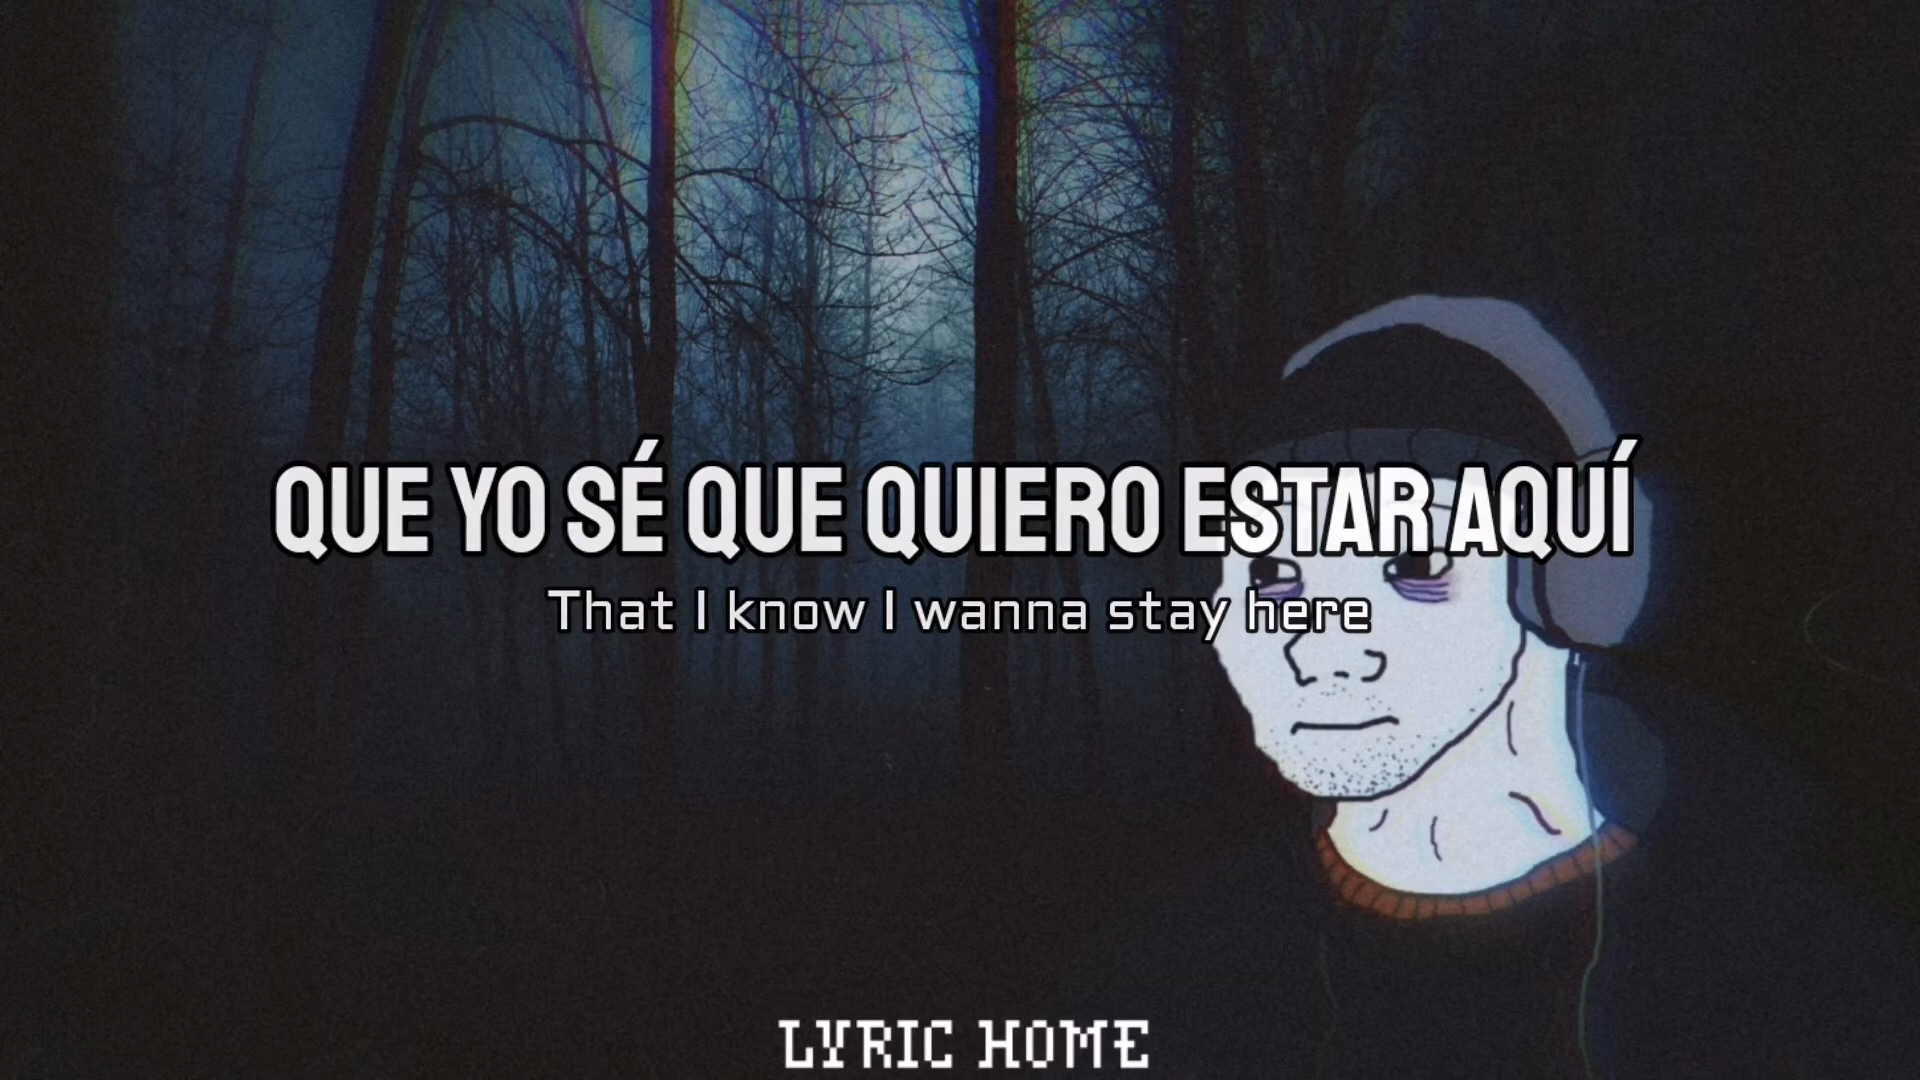 QUE YO SÉ QUE QUIERO ESTAR AQUÍ
That I know I wanna stay here
LYRIC HOME